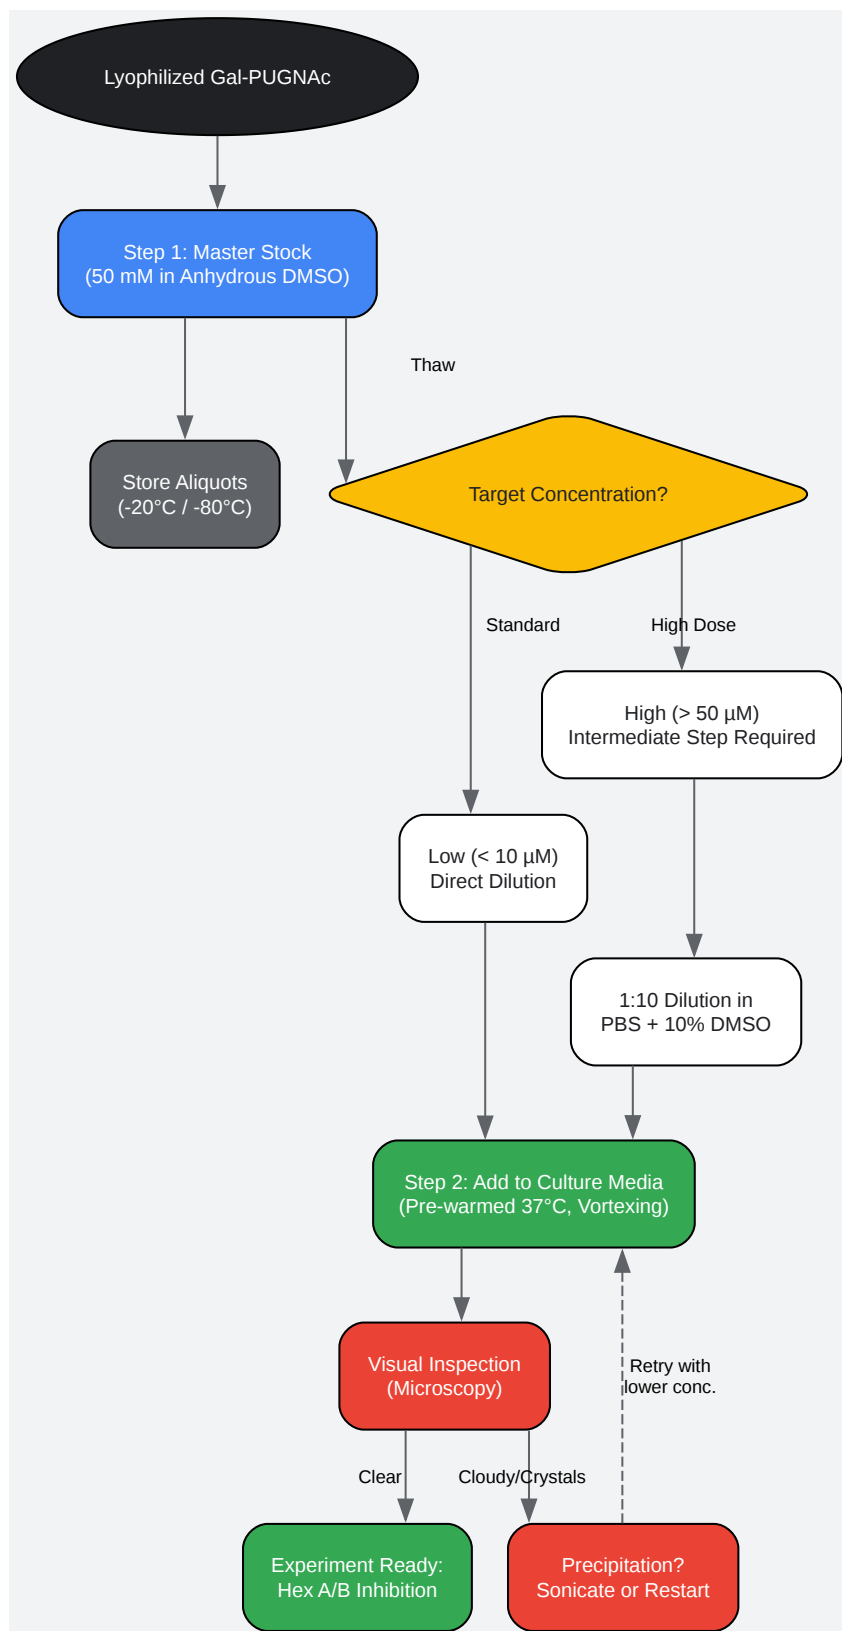 Lyophilized Gal-PUGNAc
Step 1: Master Stock
(50 mM in Anhydrous DMSO)
Thaw
Store Aliquots
(-20°C / -80°C)
Target Concentration?
Standard
High Dose
High (> 50 µM)
Intermediate Step Required
Low (< 10 µM)
Direct Dilution
1:10 Dilution in
PBS + 10% DMSO
Step 2: Add to Culture Media
(Pre-warmed 37°C, Vortexing)
Visual Inspection
(Microscopy)
Retry with
lower conc.
Clear
Cloudy/Crystals
Experiment Ready:
Hex A/B Inhibition
Precipitation?
Sonicate or Restart